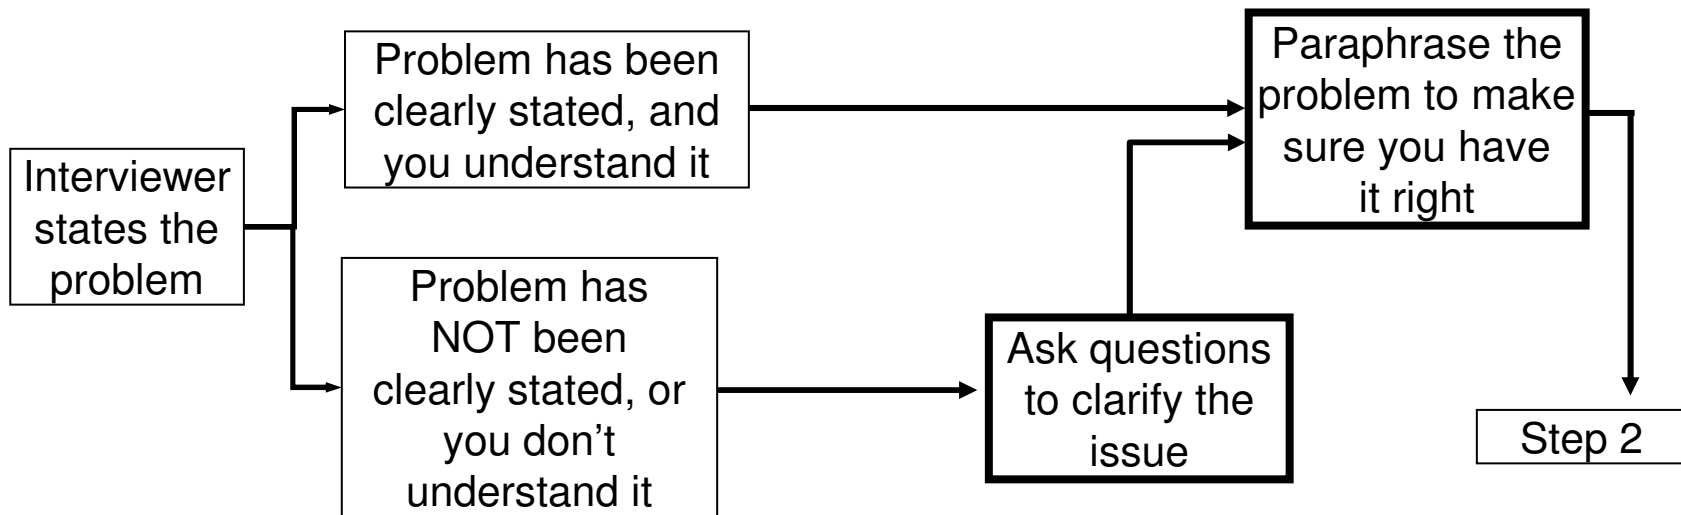 Interviewer
states the
problem
Problem has been
clearly stated, and
you understand it
Problem has
NOT been
clearly stated, or
you don’t
understand it
Ask questions
to clarify the
issue
Paraphrase the
problem to make
sure you have
it right
Step 2